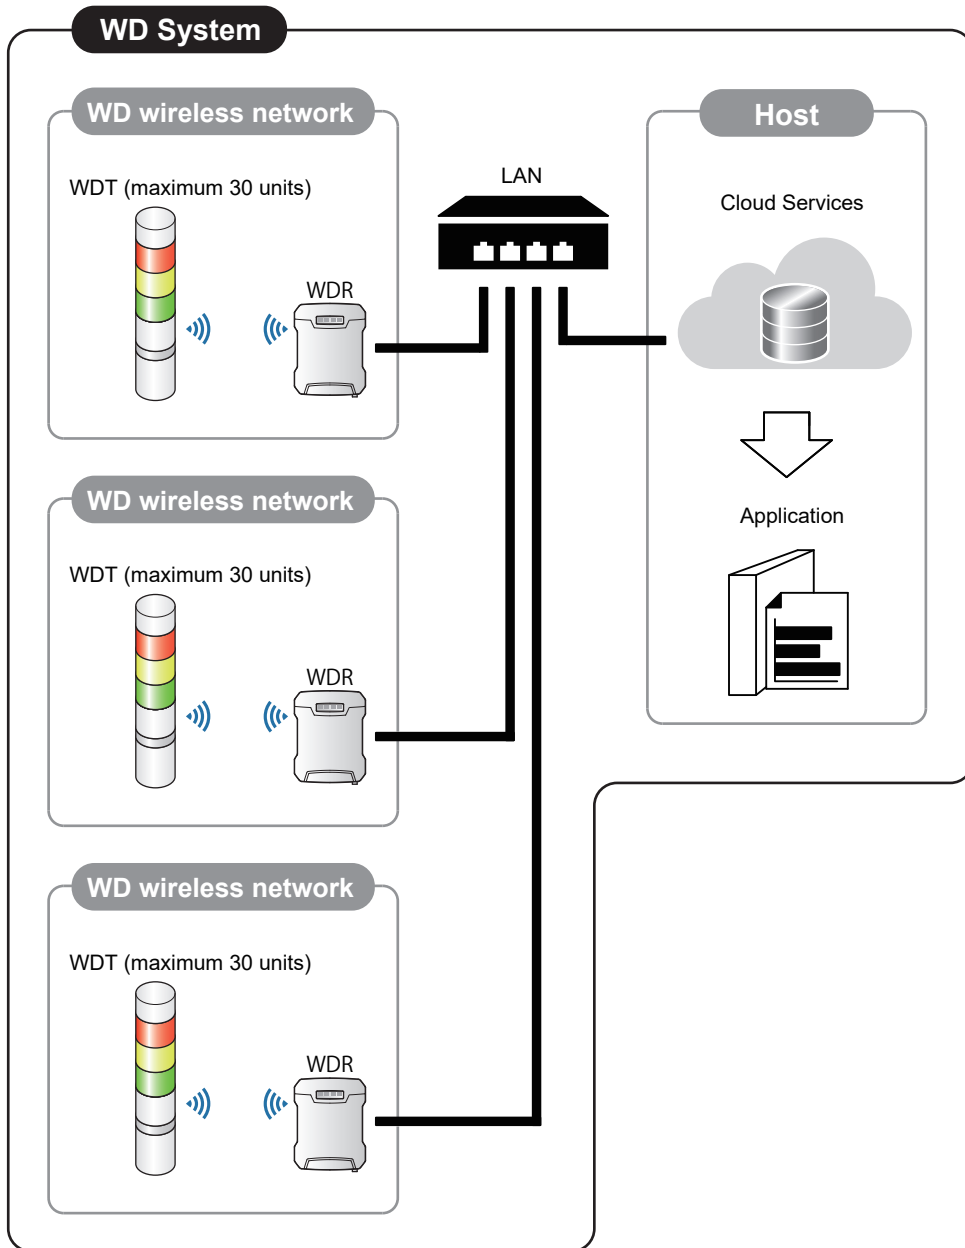 WD System
WD wireless network
WDT (maximum 30 units)
WDR
LAN
Host
Cloud Services
Application
WD wireless network
WDT (maximum 30 units)
WDR
WD wireless network
WDT (maximum 30 units)
WDR